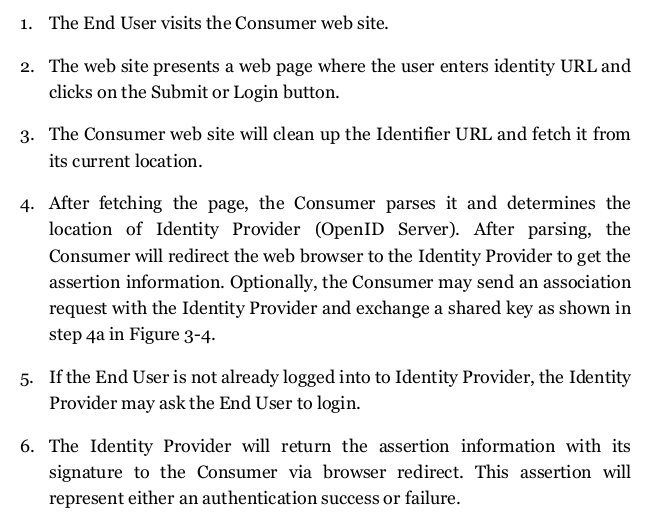 1. The End User visits the Consumer web site.
2. The web site presents a web page where the user enters identity URL and
clicks on the Submit or Login button.
3. The Consumer web site will clean up the Identifier URL and fetch it from
its current location.
4. After fetching the page, the Consumer parses it and determines the
location of Identity Provider (OpenID Server). After parsing, the
Consumer will redirect the web browser to the Identity Provider to get the
assertion information. Optionally, the Consumer may send an association
request with the Identity Provider and exchange a shared key as shown in
step 4a in Figure 3-4.
5. If the End User is not already logged into to Identity Provider, the Identity
Provider may ask the End User to login.
6. The Identity Provider will return the assertion information with its
signature to the Consumer via browser redirect. This assertion will
represent either an authentication success or failure.